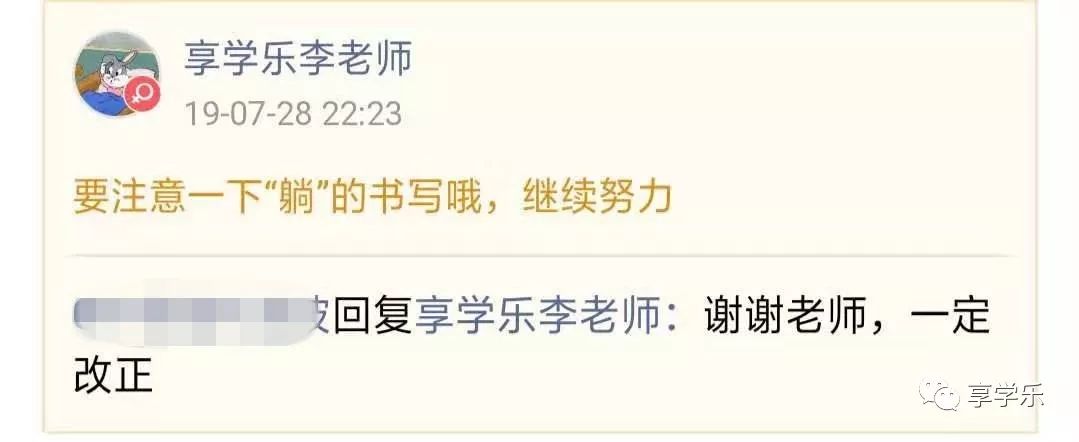 享学乐李老师
19-07-28 22:23
要注意一下“躺”的书写哦，继续努力
回复享学乐李老师：谢谢老师，一定
改正
享学乐